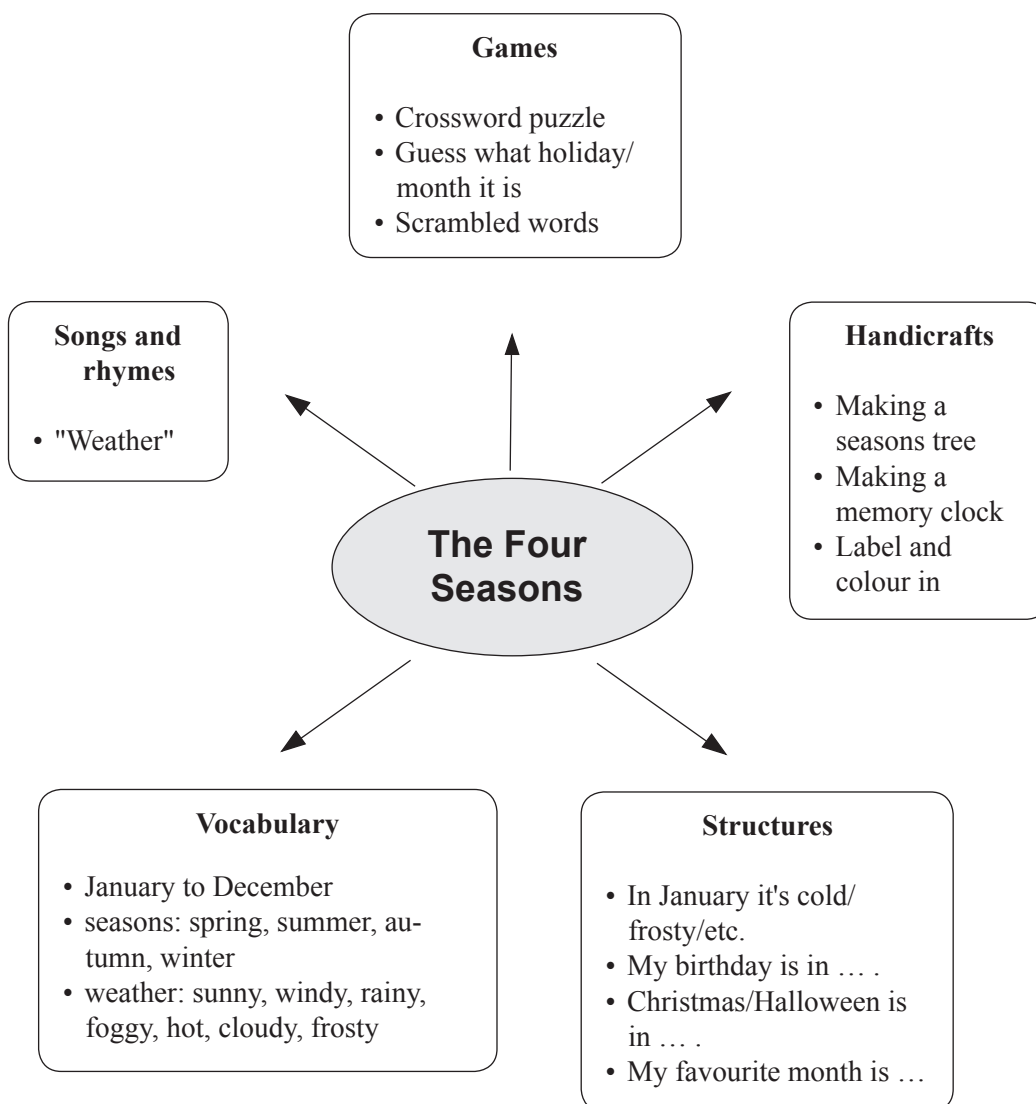 Games
• Crossword puzzle
• Guess what holiday/
month it is
• Scrambled words
Songs and
rhymes
• "Weather"
Handicrafts
• Making a
seasons tree
• Making a
memory clock
• Label and
colour in
The Four
Seasons
Vocabulary
• January to December
• seasons: spring, summer, au-
tumn, winter
• weather: sunny, windy, rainy,
foggy, hot, cloudy, frosty
Structures
• In January it's cold/
frosty/etc.
• My birthday is in … .
• Christmas/Halloween is
in … .
• My favourite month is …